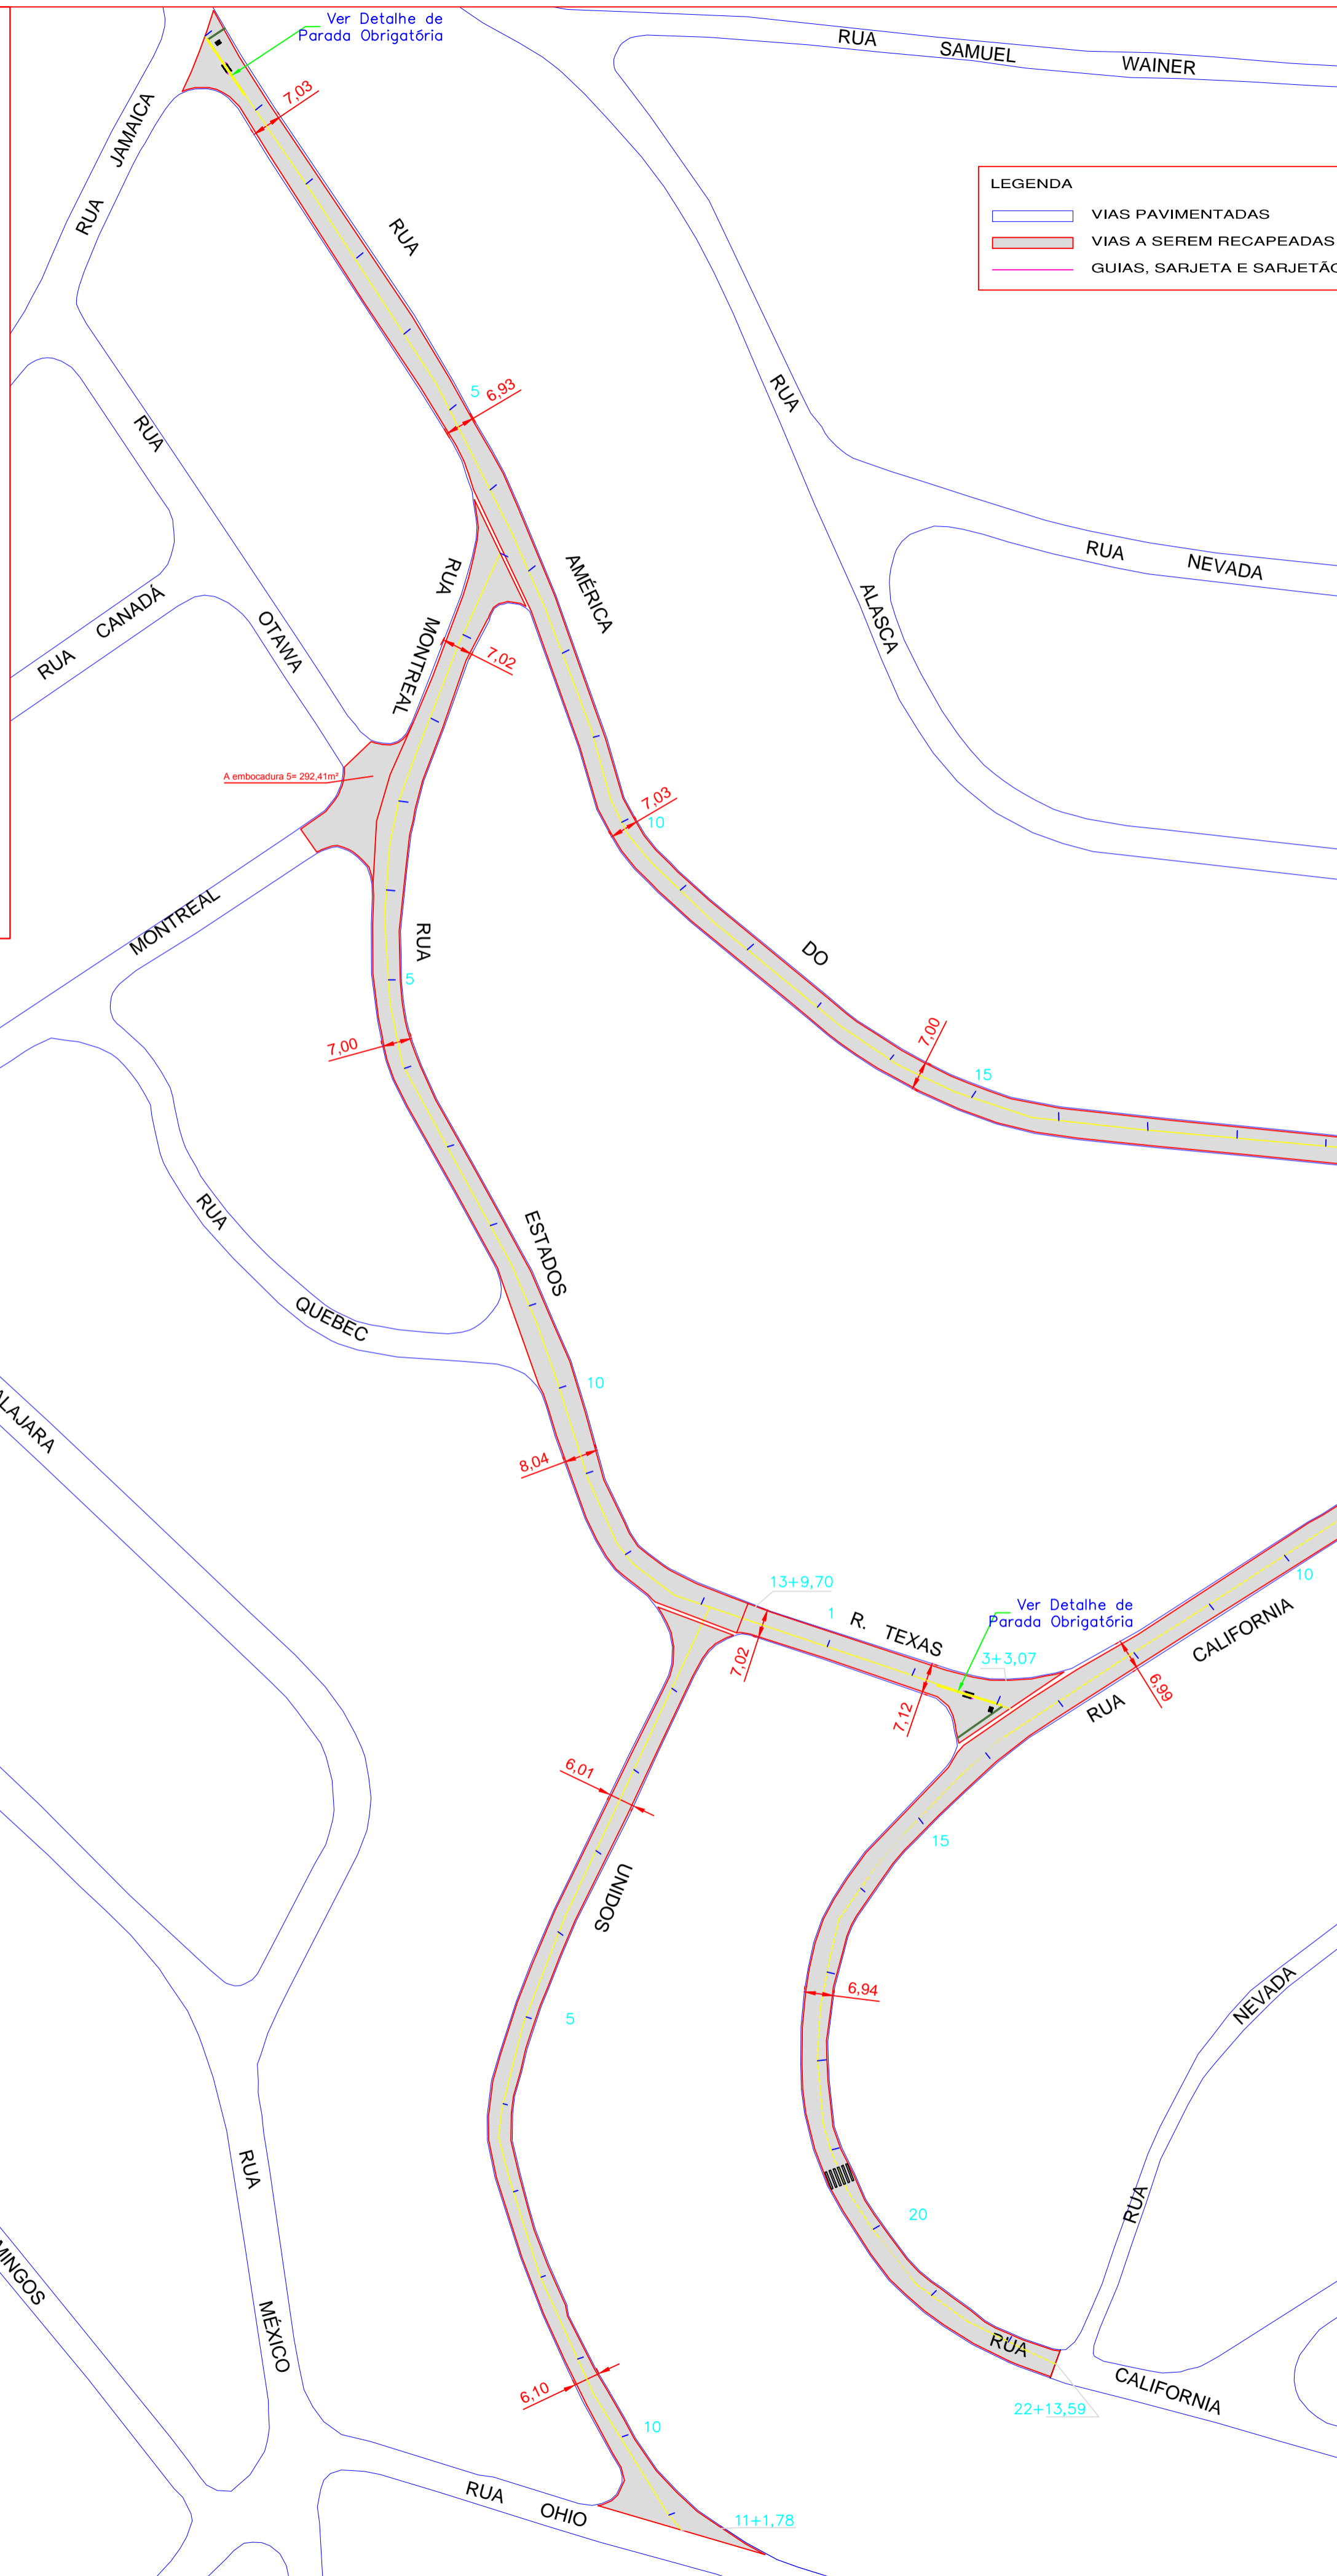 Ver Detalhe de
Parada Obrigatória
RUA SAMUEL WAINER
7,03
RUA JAMAICA
LEGENDA
VIAS PAVIMENTADAS
VIAS A SEREM RECAPEADAS
GUIAS, SARJETA E SARJETÃO
RUA
5
6,93
RUA
RUA
RUA NEVADA
RUA MONTREAL
AMÉRICA
ALASCA
RUA CANADÁ
OTAWA
7,02
A embocadura 5= 292,41m²
7,03
10
MONTREAL
RUA
DO
5
7,00
7,00
15
RUA
ESTADOS
QUEBEC
10
ALAJARA
8,04
13+9,70
1
R. TEXAS
Ver Detalhe de
Parada Obrigatória
3+3,07
10
CALIFORNIA
7,02
7,12
6,99
RUA
6,01
15
UNIDOS
6,94
NEVADA
5
RUA
20
RUA
MINGOS
MÉXICO
RUA
CALIFORNIA
6,10
22+13,59
10
RUA OHIO
11+1,78